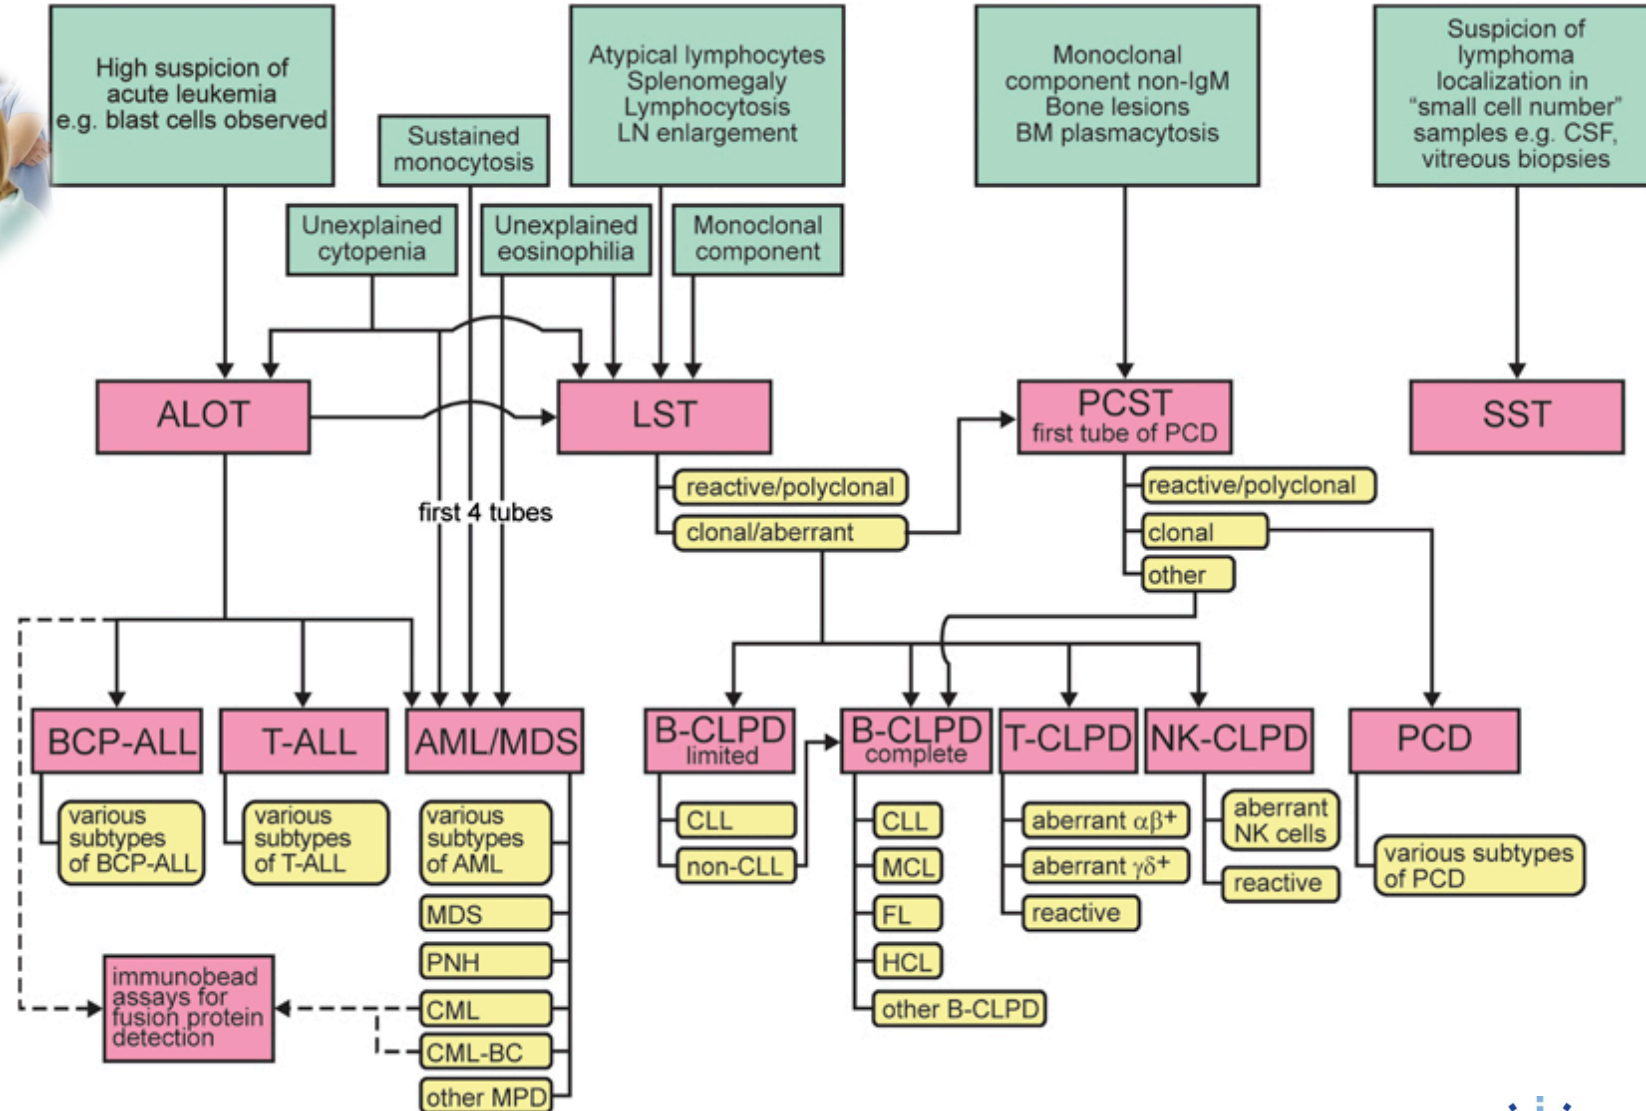 High suspicion of
acute leukemia
e.g. blast cells observed
Sustained
monocytosis
Atypical lymphocytes
Splenomegaly
Lymphocytosis
LN enlargement
Monoclonal
component non-IgM
Bone lesions
BM plasmacytosis
Suspicion of
lymphoma
localization in
“small cell number”
samples e.g. CSF,
vitreous biopsies
Unexplained
cytopenia
Unexplained
eosinophilia
Monoclonal
component
ALOT
LST
PCST
first tube of PCD
SST
reactive/polyclonal
clonal/aberrant
first 4 tubes
reactive/polyclonal
clonal
other
BCP-ALL
T-ALL
AML/MDS
B-CLPD
limited
B-CLPD
complete
T-CLPD
NK-CLPD
PCD
various
subtypes
of BCP-ALL
various
subtypes
of T-ALL
various
subtypes
of AML
MDS
PNH
CML
CML-BC
other MPD
immunobead
assays for
fusion protein
detection
CLL
non-CLL
CLL
MCL
FL
HCL
other B-CLPD
aberrant αβ⁺
aberrant γδ⁺
reactive
aberrant
NK cells
reactive
various subtypes
of PCD